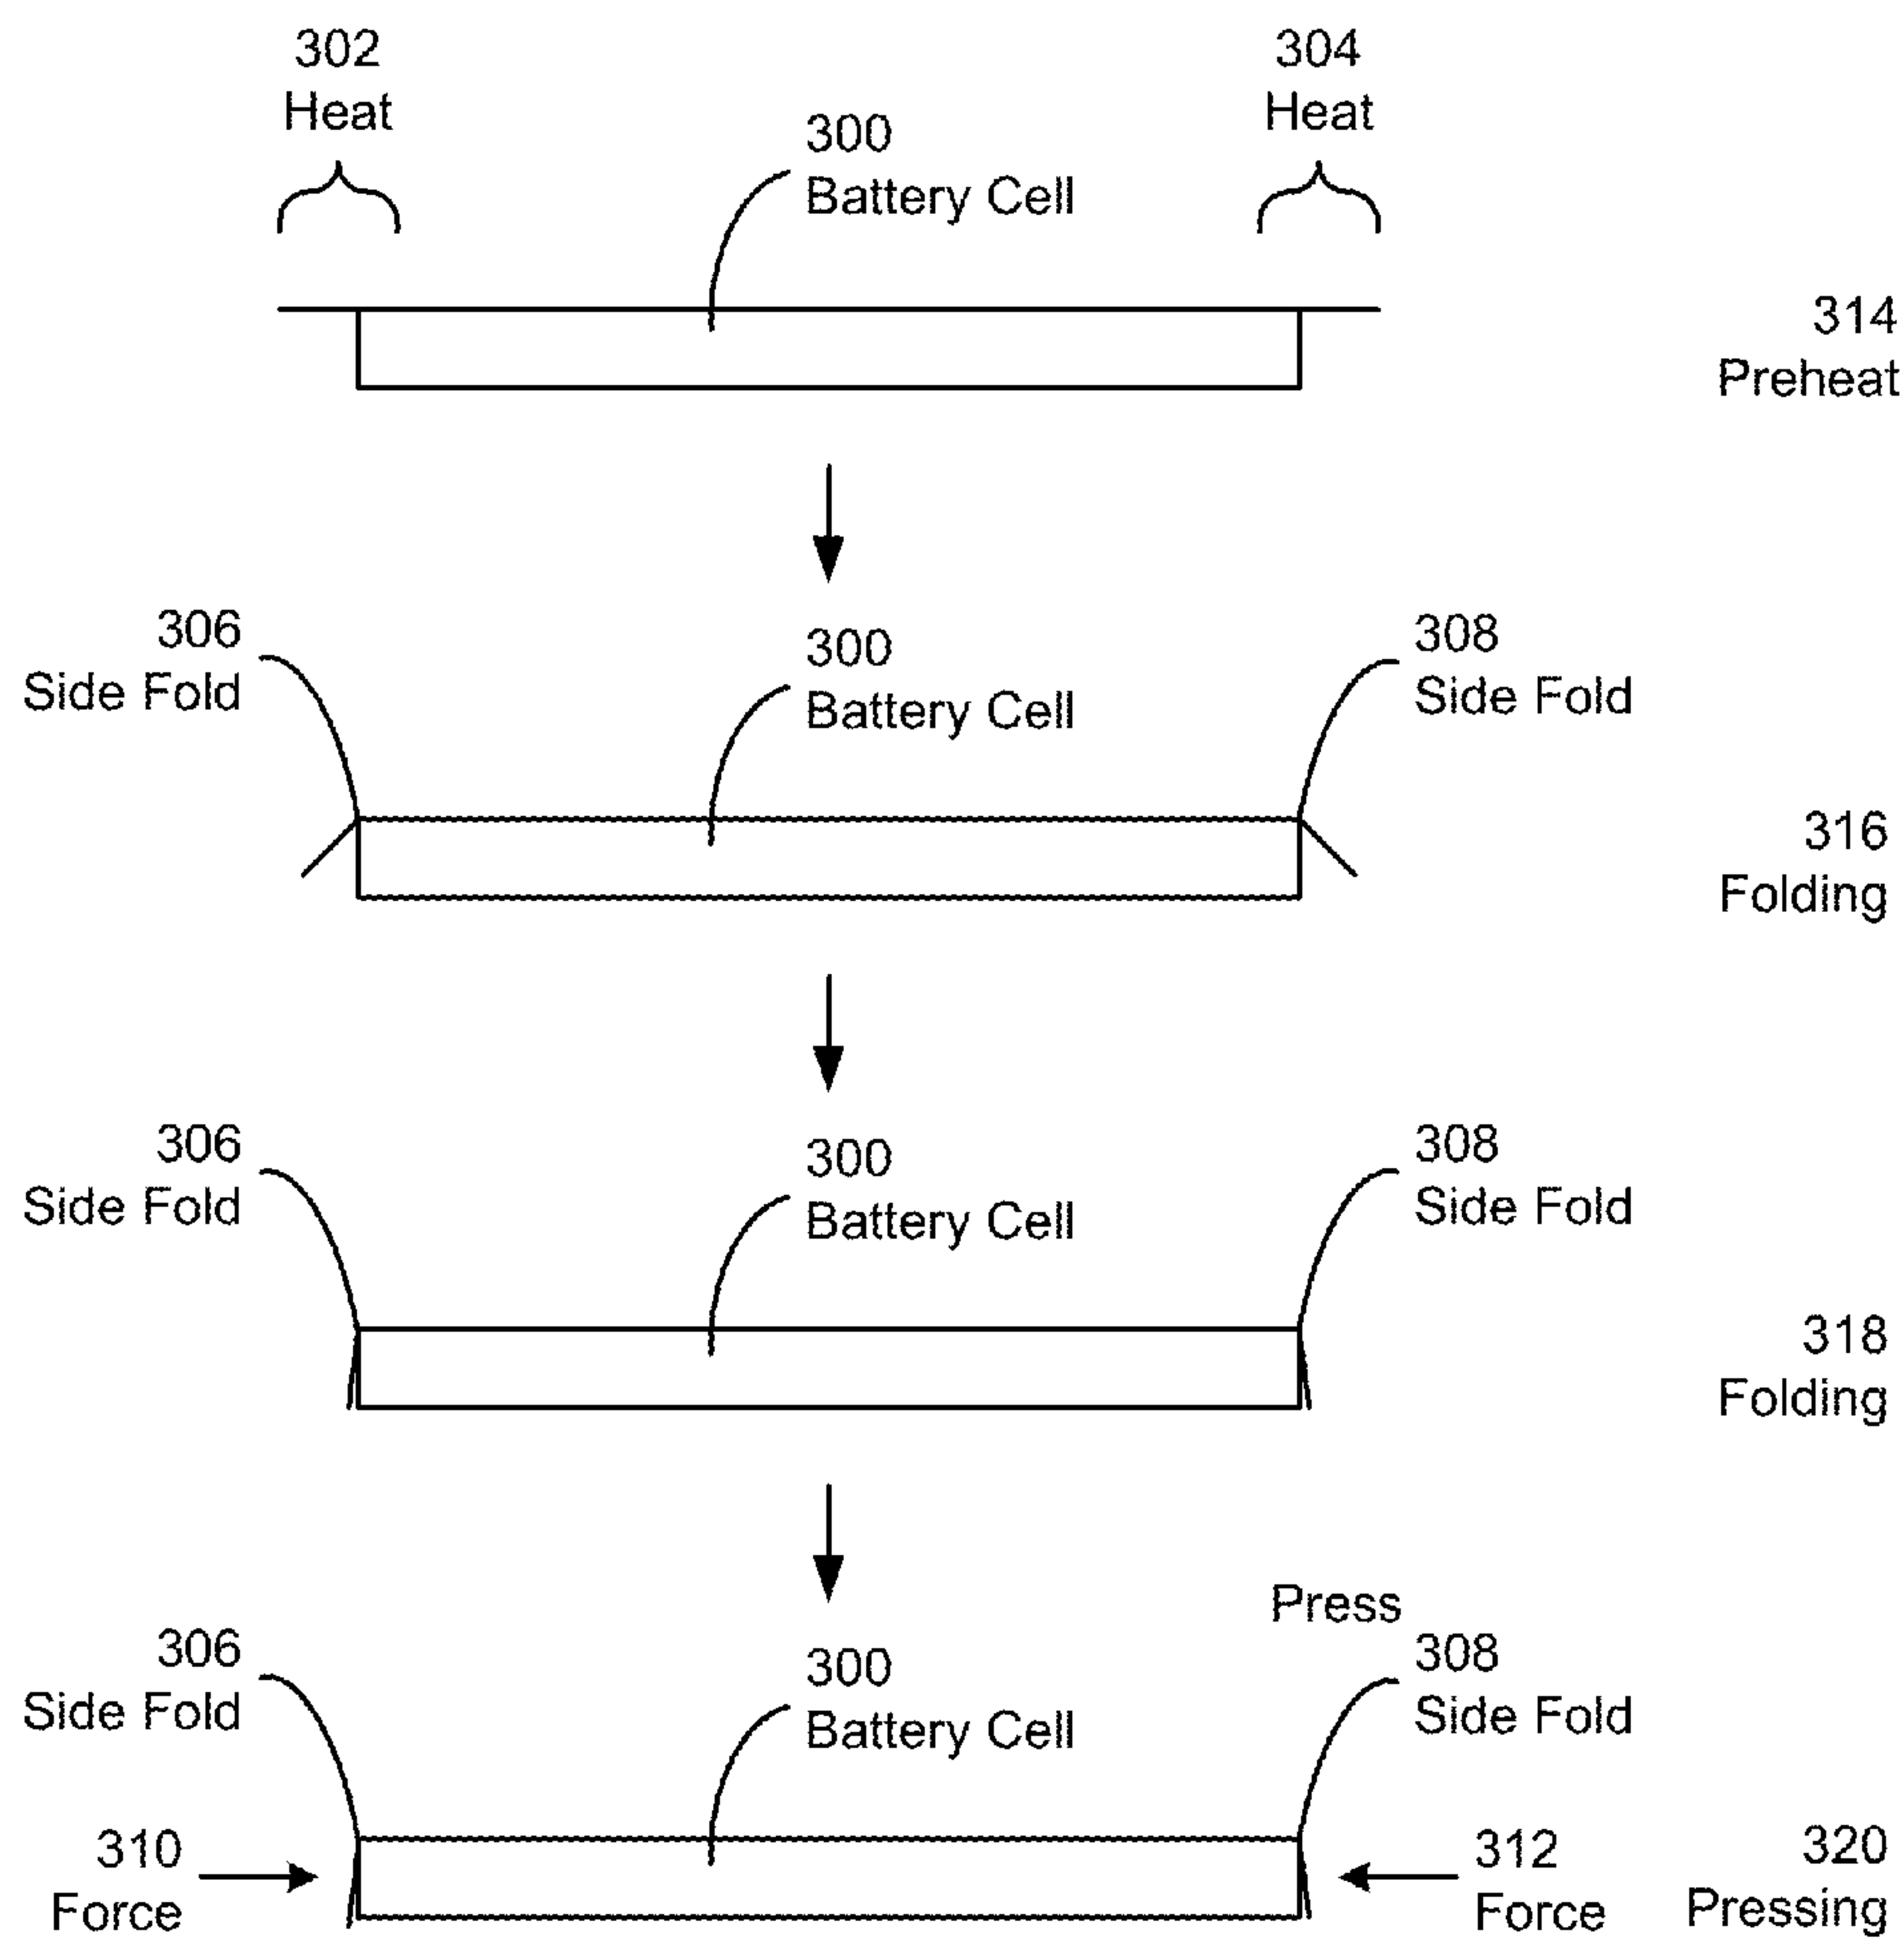 302
Heat
304
Heat
300
Battery Cell
314
Preheat
306
Side Fold
300
Battery Cell
308
Side Fold
316
Folding
306
Side Fold
300
Battery Cell
308
Side Fold
318
Folding
Press
306
Side Fold
300
Battery Cell
308
Side Fold
310
Force
312
Force
320
Pressing